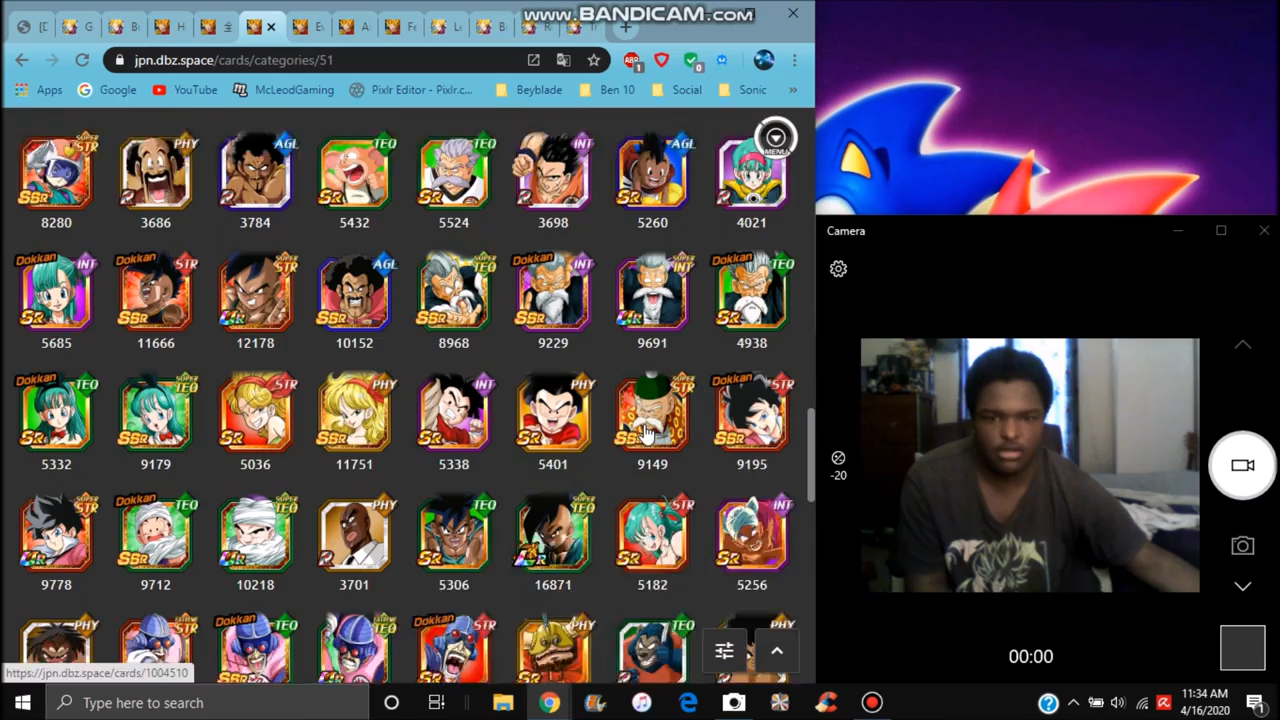 www.BANDICAM.com
jpn.dbz.space/cards/categories/51
Apps
Google
YouTube
McLeodGaming
Pixlr Editor - Pixlr.c...
Beyblade
Ben 10
Social
Sonic
»
MENU
8280 3686 3784 5432 5524 3698 5260 4021
5685 11666 12178 10152 8968 9229 9691 4938
5332 9179 5036 11751 5338 5401 9149 9195
9778 9712 10218 3701 5306 16871 5182 5256
https://jpn.dbz.space/cards/1004510
Camera
-20
00:00
Type here to search
11:34 AM
4/16/2020